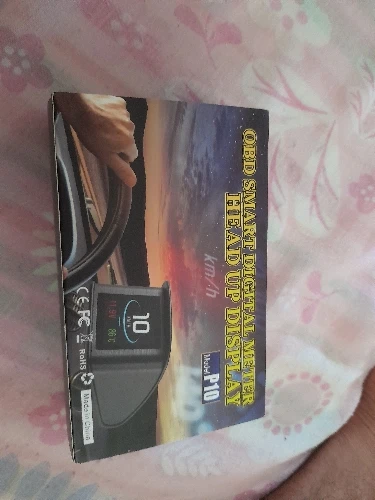 OBD SMART DIGITAL METER
HEAD UP DISPLAY
Model P10
km/h
10
CE FC RoHS
Made in China